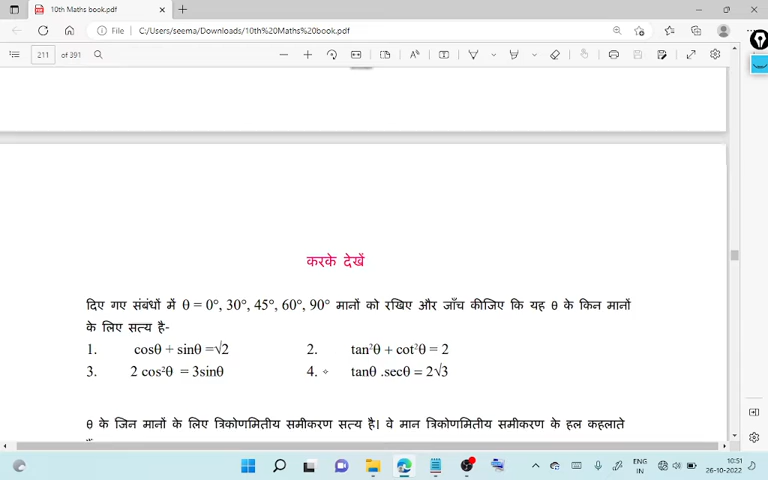 10th Maths book.pdf
File C:/Users/seema/Downloads/10th%20Maths%20book.pdf
211 of 391
करके देखें
दिए गए संबंधों में θ = 0°, 30°, 45°, 60°, 90° मानों को रखिए और जाँच कीजिए कि यह θ के किन मानों
के लिए सत्य है-
1. cosθ + sinθ =√2 2. tan²θ + cot²θ = 2
3. 2 cos²θ = 3sinθ 4. tanθ .secθ = 2√3
θ के जिन मानों के लिए त्रिकोणमितीय समीकरण सत्य है। वे मान त्रिकोणमितीय समीकरण के हल कहलाते
ENG 10:51
IN 26-10-2022